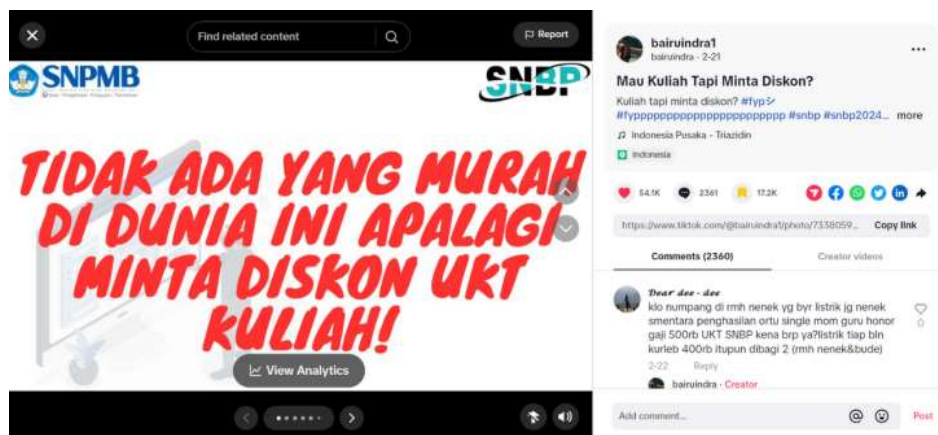 Find related content
Report
SNPMB
SNBP
TIDAK ADA YANG MURAH
DI DUNIA INI APALAGI
MINTA DISKON UKT
KULIAH!
View Analytics
bairuindra1
bairuindra · 2-21
Mau Kuliah Tapi Minta Diskon?
Kuliah tapi minta diskon? #fypシ
#fypppppppppppppppppppppppp #snbp #snbp2024... more
Indonesia Pusaka - Triazidin
Indonesia
54.1K 2361 17.2K
https://www.tiktok.com/@bairuindra1/photo/7338059... Copy link
Comments (2360) Creator videos
Dear dee - dee
klo numpang di rmh nenek yg byr listrik jg nenek
smentara penghasilan ortu single mom guru honor
gaji 500rb UKT SNBP kena brp ya?listrik tiap bln
kurleb 400rb itupun dibagi 2 (rmh nenek&bude)
2-22 Reply
0
bairuindra · Creator
Add comment... Post